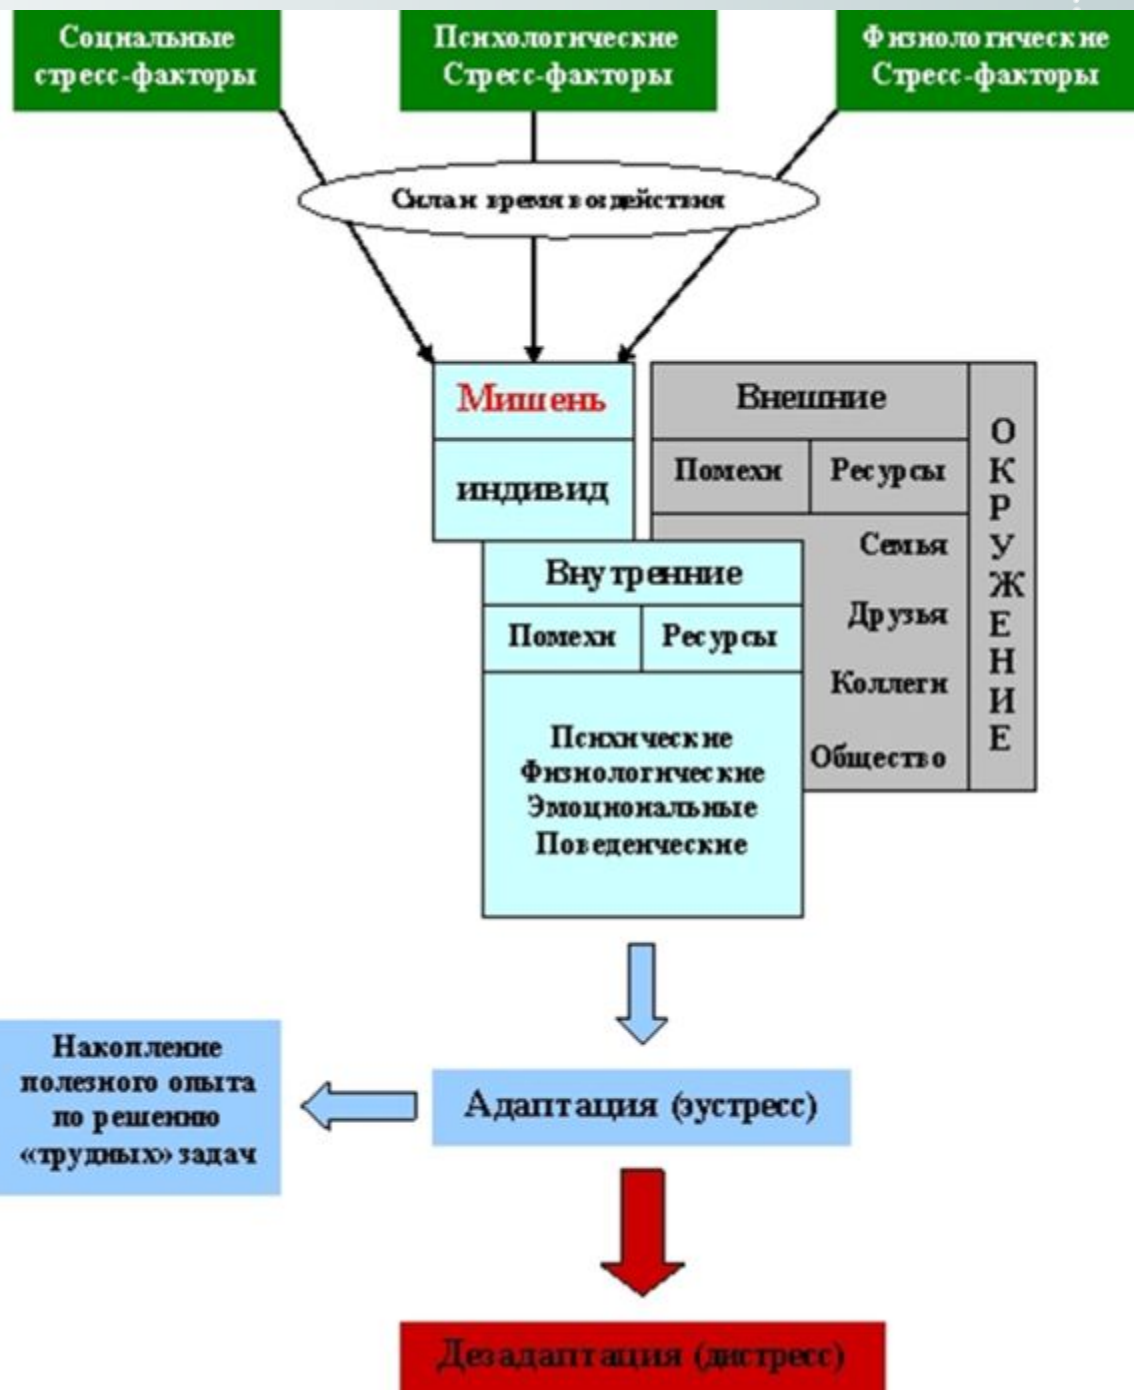 Социальные
стресс-факторы
Психологические
Стресс-факторы
Физиологические
Стресс-факторы
Сила и время воздействия
Мишень
индивид
Внешние
Помехи
Ресурсы
Семья
Друзья
Коллеги
Общество
ОКРУЖЕНИЕ
Внутренние
Помехи
Ресурсы
Психические
Физиологические
Эмоциональные
Поведенческие
Накопление
полезного опыта
по решению
«трудных» задач
Адаптация (эустресс)
Дезадаптация (дистресс)